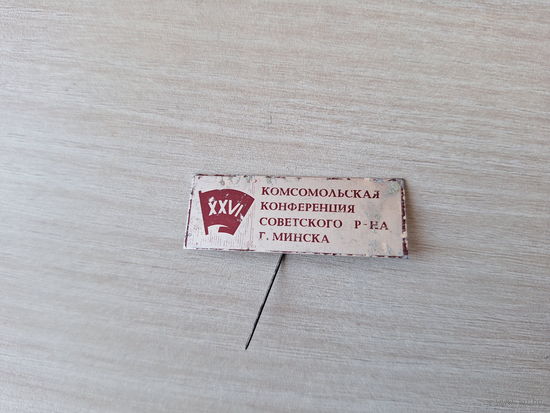 XXVI
КОМСОМОЛЬСКАЯ
КОНФЕРЕНЦИЯ
СОВЕТСКОГО Р-НА
Г. МИНСКА